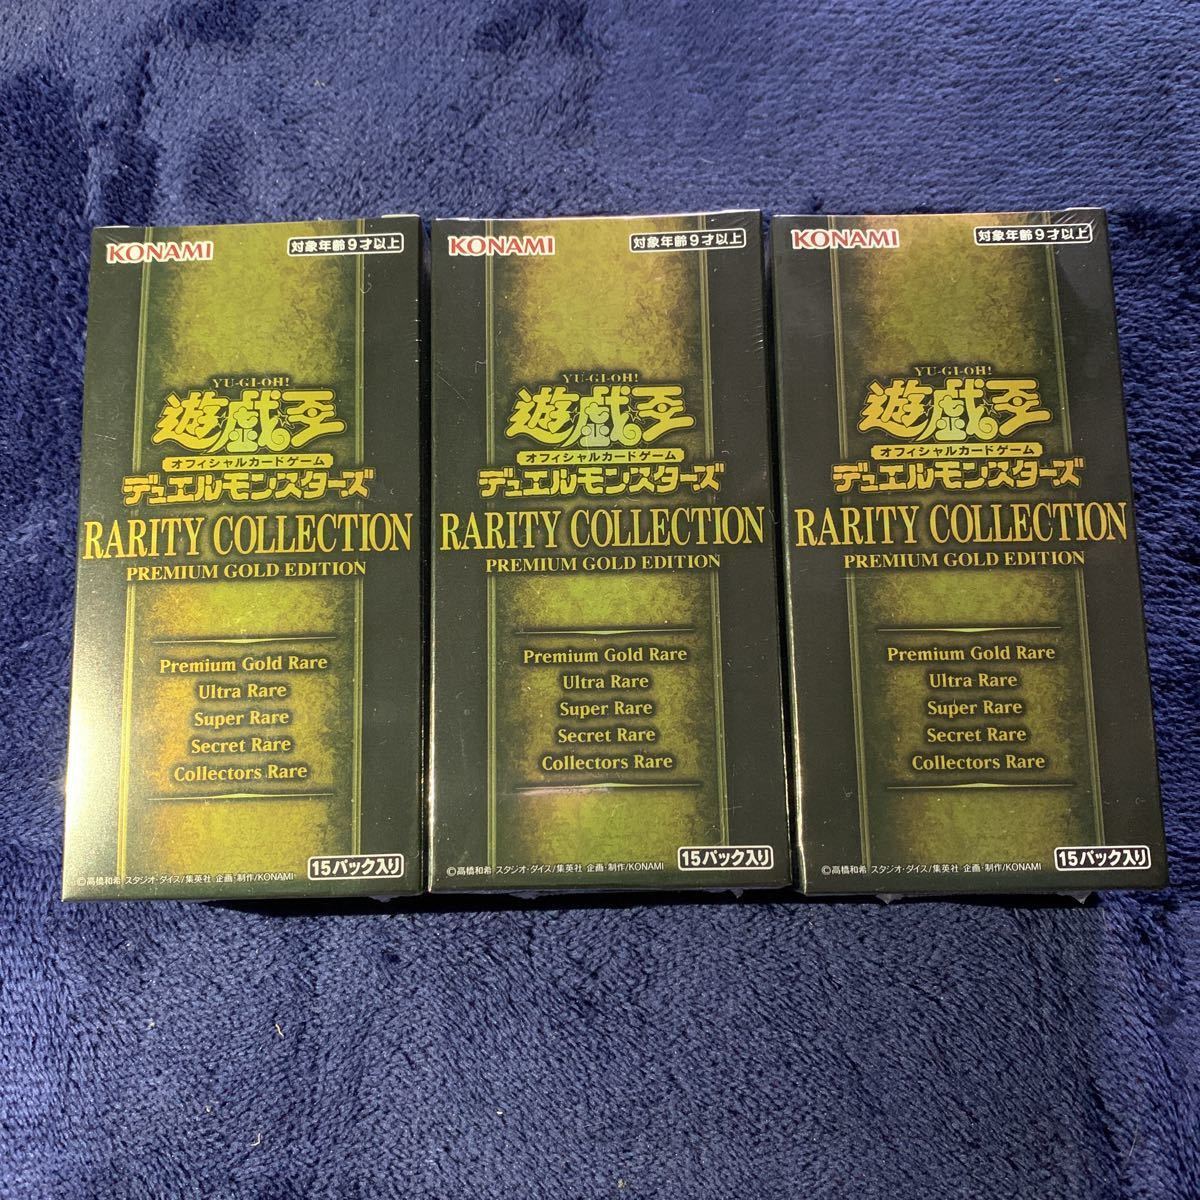 KONAMI
対象年齢9才以上
YU-GI-OH!
遊戯王
オフィシャルカードゲーム
デュエルモンスターズ
RARITY COLLECTION
PREMIUM GOLD EDITION
Premium Gold Rare
Ultra Rare
Super Rare
Secret Rare
Collectors Rare
©高橋和希 スタジオ・ダイス/集英社 企画・制作/KONAMI
15パック入り
KONAMI
対象年齢9才以上
YU-GI-OH!
遊戯王
オフィシャルカードゲーム
デュエルモンスターズ
RARITY COLLECTION
PREMIUM GOLD EDITION
Premium Gold Rare
Ultra Rare
Super Rare
Secret Rare
Collectors Rare
©高橋和希 スタジオ・ダイス/集英社 企画・制作/KONAMI
15パック入り
KONAMI
対象年齢9才以上
YU-GI-OH!
遊戯王
オフィシャルカードゲーム
デュエルモンスターズ
RARITY COLLECTION
PREMIUM GOLD EDITION
Premium Gold Rare
Ultra Rare
Super Rare
Secret Rare
Collectors Rare
©高橋和希 スタジオ・ダイス/集英社 企画・制作/KONAMI
15パック入り